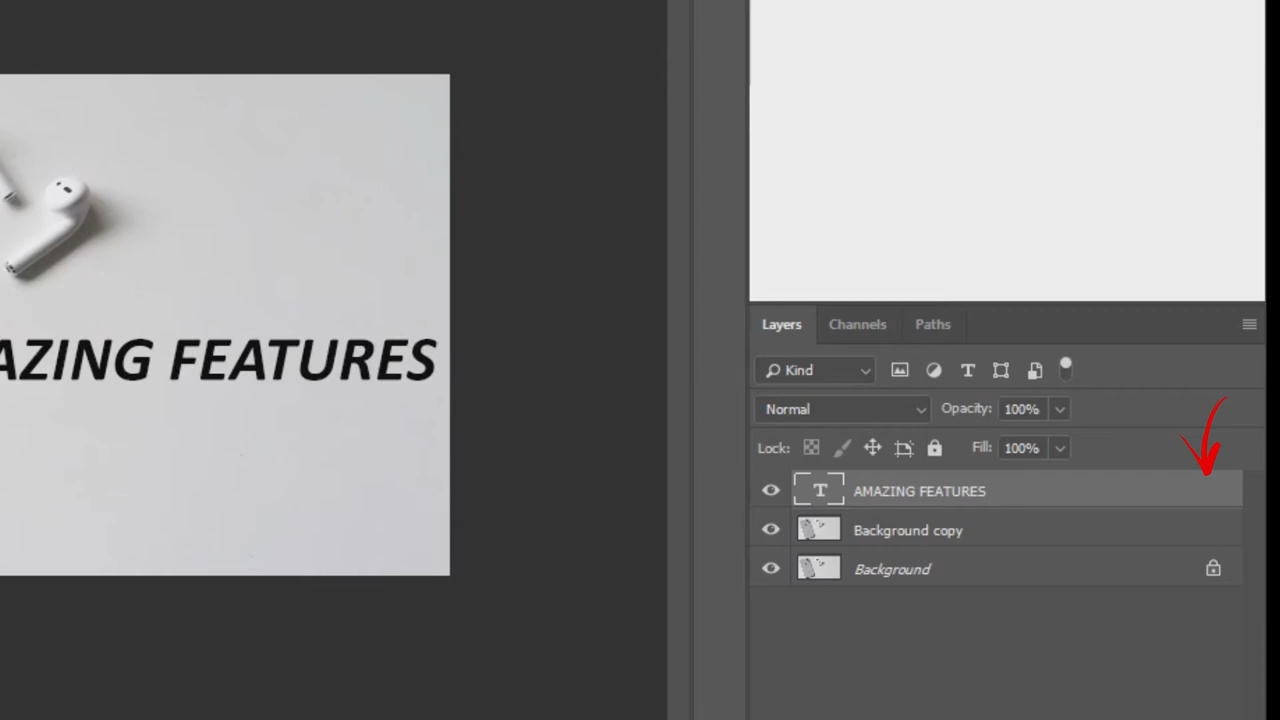 AZING FEATURES
Layers Channels Paths
Kind T
Normal Opacity: 100%
Lock: Fill: 100%
T AMAZING FEATURES
Background copy
Background